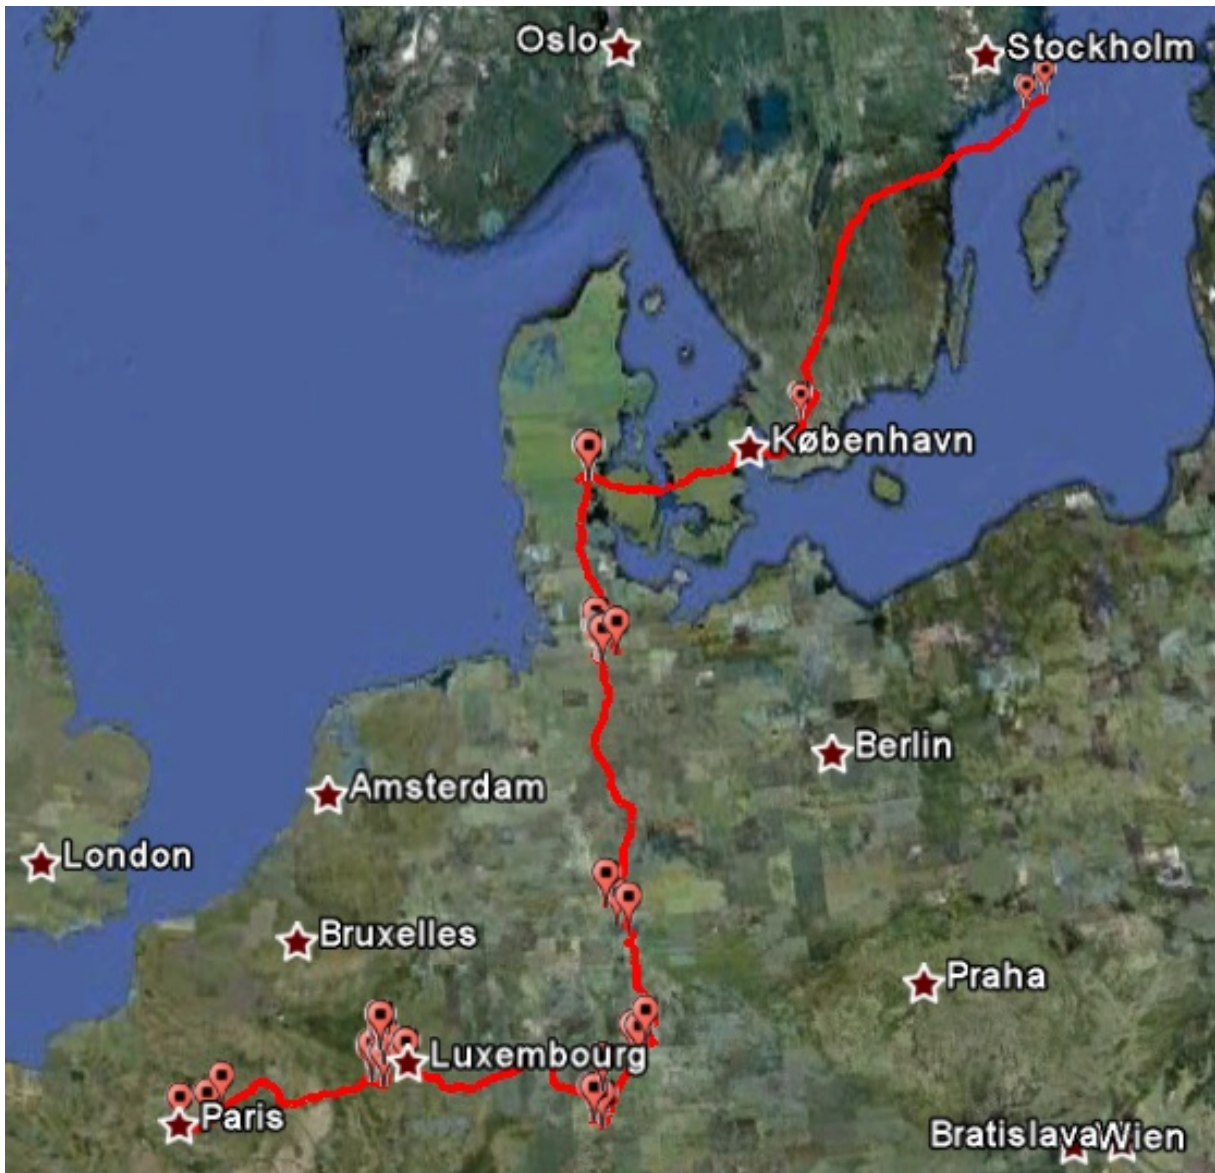 Oslo
Stockholm
København
Berlin
Amsterdam
London
Bruxelles
Praha
Luxembourg
Paris
Bratislava
Wien